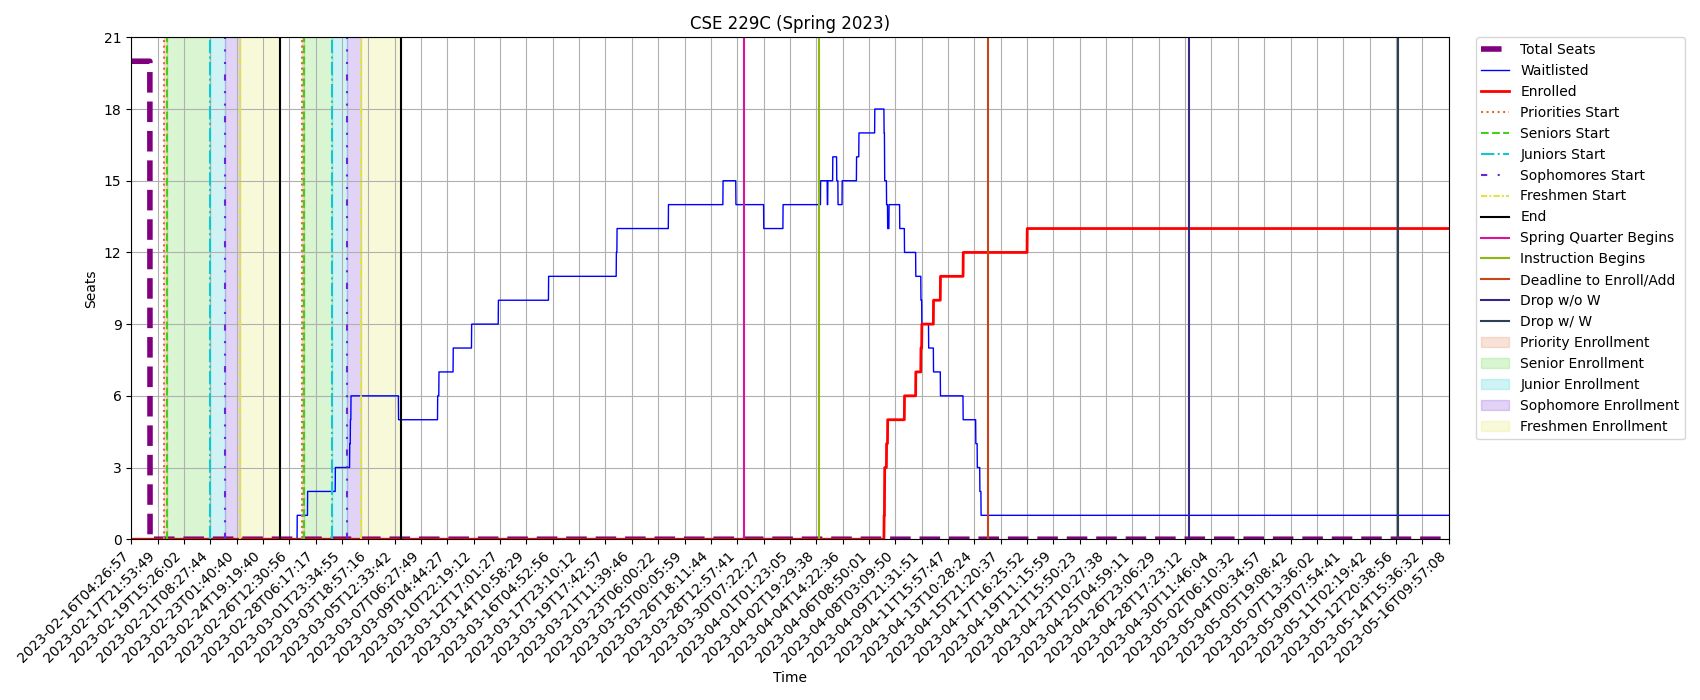 CSE 229C (Spring 2023)
21
18
15
12
9
6
3
0
Seats
2023-02-16T04:26:57
2023-02-17T21:53:49
2023-02-19T15:26:02
2023-02-21T08:27:44
2023-02-23T01:40:40
2023-02-24T19:19:40
2023-02-26T12:30:56
2023-02-28T06:17:17
2023-03-01T23:34:55
2023-03-03T18:57:16
2023-03-05T12:33:42
2023-03-07T06:27:49
2023-03-09T04:44:27
2023-03-10T22:19:12
2023-03-12T17:01:27
2023-03-14T10:58:29
2023-03-16T04:52:56
2023-03-17T23:10:12
2023-03-19T17:42:57
2023-03-21T11:39:46
2023-03-23T06:00:22
2023-03-25T00:05:59
2023-03-26T18:11:44
2023-03-28T12:57:41
2023-03-30T07:22:27
2023-04-01T01:23:05
2023-04-02T19:29:38
2023-04-04T14:22:36
2023-04-06T08:50:01
2023-04-08T03:09:50
2023-04-09T21:31:51
2023-04-11T15:57:47
2023-04-13T10:28:24
2023-04-15T21:20:37
2023-04-17T16:25:52
2023-04-19T11:15:59
2023-04-21T15:50:23
2023-04-23T10:27:38
2023-04-25T04:59:11
2023-04-26T23:06:29
2023-04-28T17:23:12
2023-04-30T11:46:04
2023-05-02T06:10:32
2023-05-04T00:34:57
2023-05-05T19:08:42
2023-05-07T13:36:02
2023-05-09T07:54:41
2023-05-11T02:19:42
2023-05-12T20:38:56
2023-05-14T15:36:32
2023-05-16T09:57:08
Time
Total Seats
Waitlisted
Enrolled
Priorities Start
Seniors Start
Juniors Start
Sophomores Start
Freshmen Start
End
Spring Quarter Begins
Instruction Begins
Deadline to Enroll/Add
Drop w/o W
Drop w/ W
Priority Enrollment
Senior Enrollment
Junior Enrollment
Sophomore Enrollment
Freshmen Enrollment